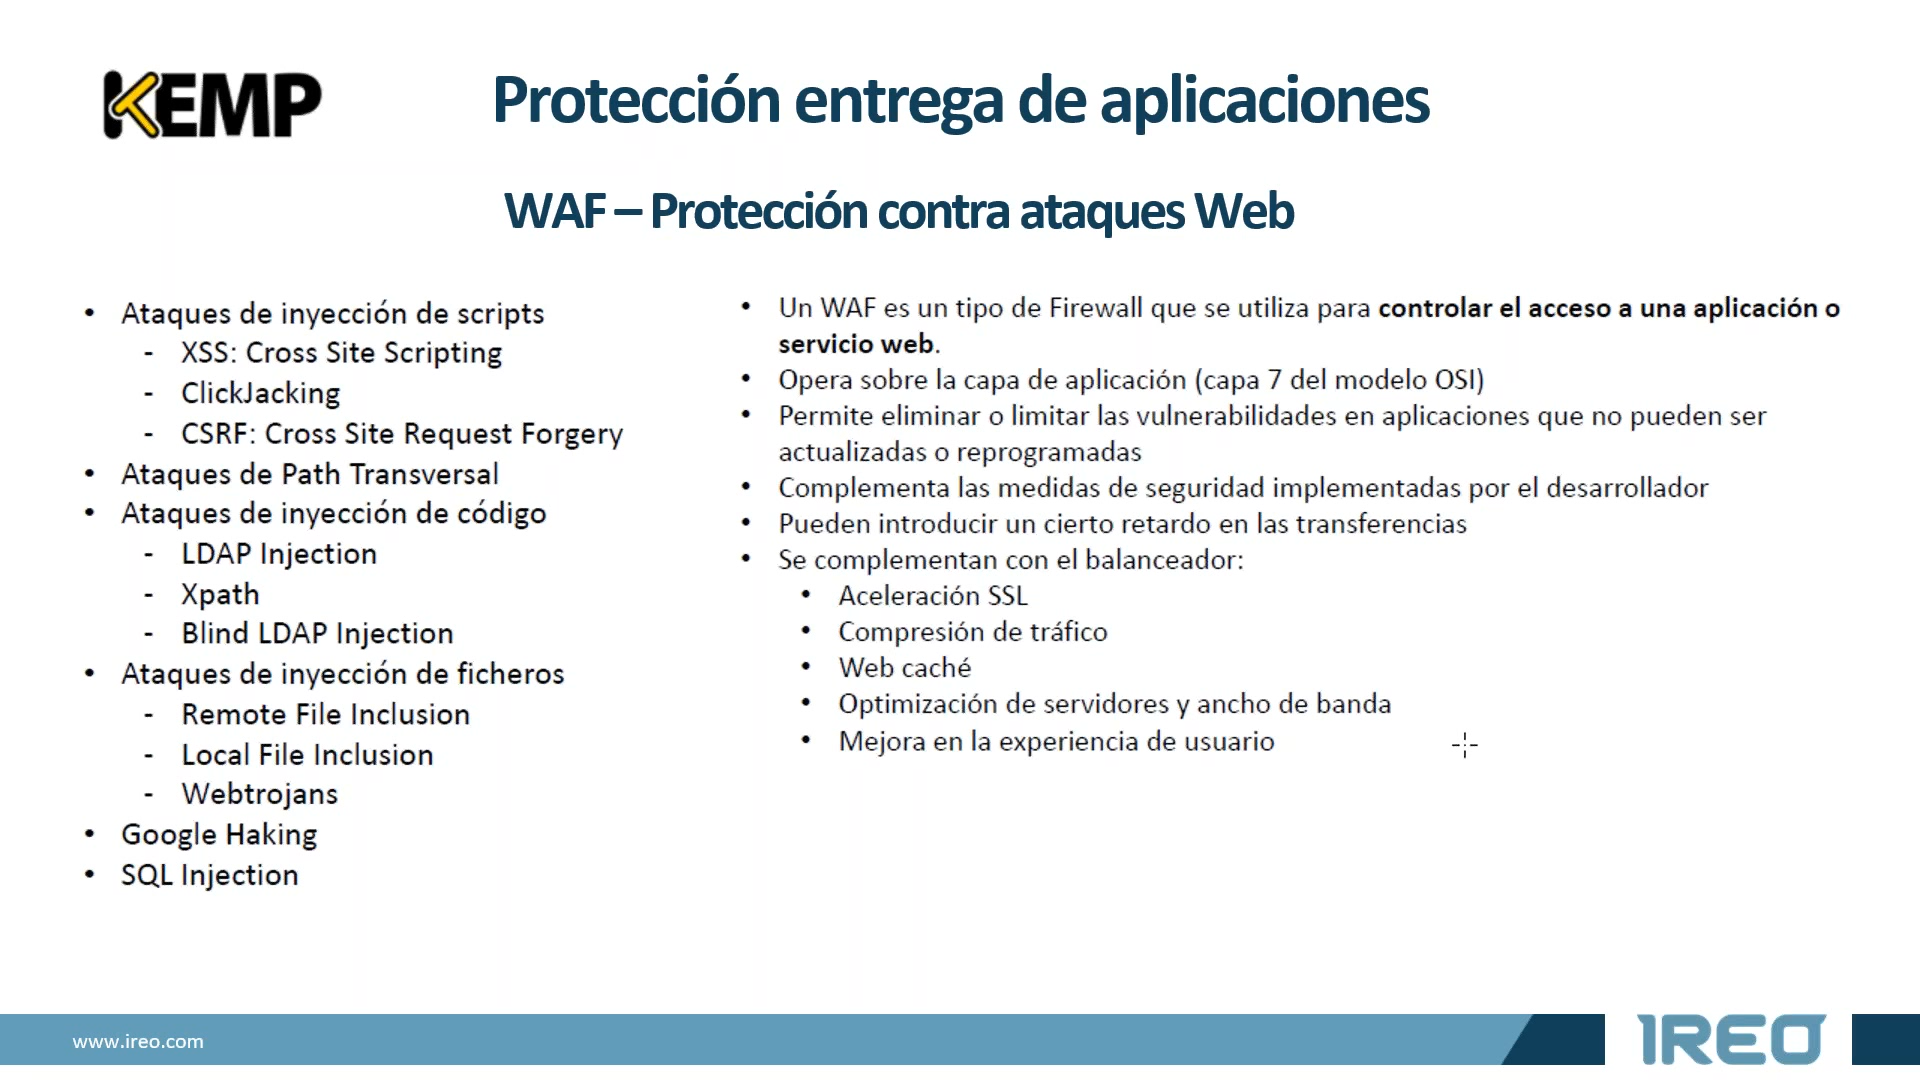 KEMP
Protección entrega de aplicaciones
WAF – Protección contra ataques Web
• Ataques de inyección de scripts
- XSS: Cross Site Scripting
- ClickJacking
- CSRF: Cross Site Request Forgery
• Ataques de Path Transversal
• Ataques de inyección de código
- LDAP Injection
- Xpath
- Blind LDAP Injection
• Ataques de inyección de ficheros
- Remote File Inclusion
- Local File Inclusion
- Webtrojans
• Google Haking
• SQL Injection
• Un WAF es un tipo de Firewall que se utiliza para controlar el acceso a una aplicación o
servicio web.
• Opera sobre la capa de aplicación (capa 7 del modelo OSI)
• Permite eliminar o limitar las vulnerabilidades en aplicaciones que no pueden ser
actualizadas o reprogramadas
• Complementa las medidas de seguridad implementadas por el desarrollador
• Pueden introducir un cierto retardo en las transferencias
• Se complementan con el balanceador:
• Aceleración SSL
• Compresión de tráfico
• Web caché
• Optimización de servidores y ancho de banda
• Mejora en la experiencia de usuario
www.ireo.com
IREO